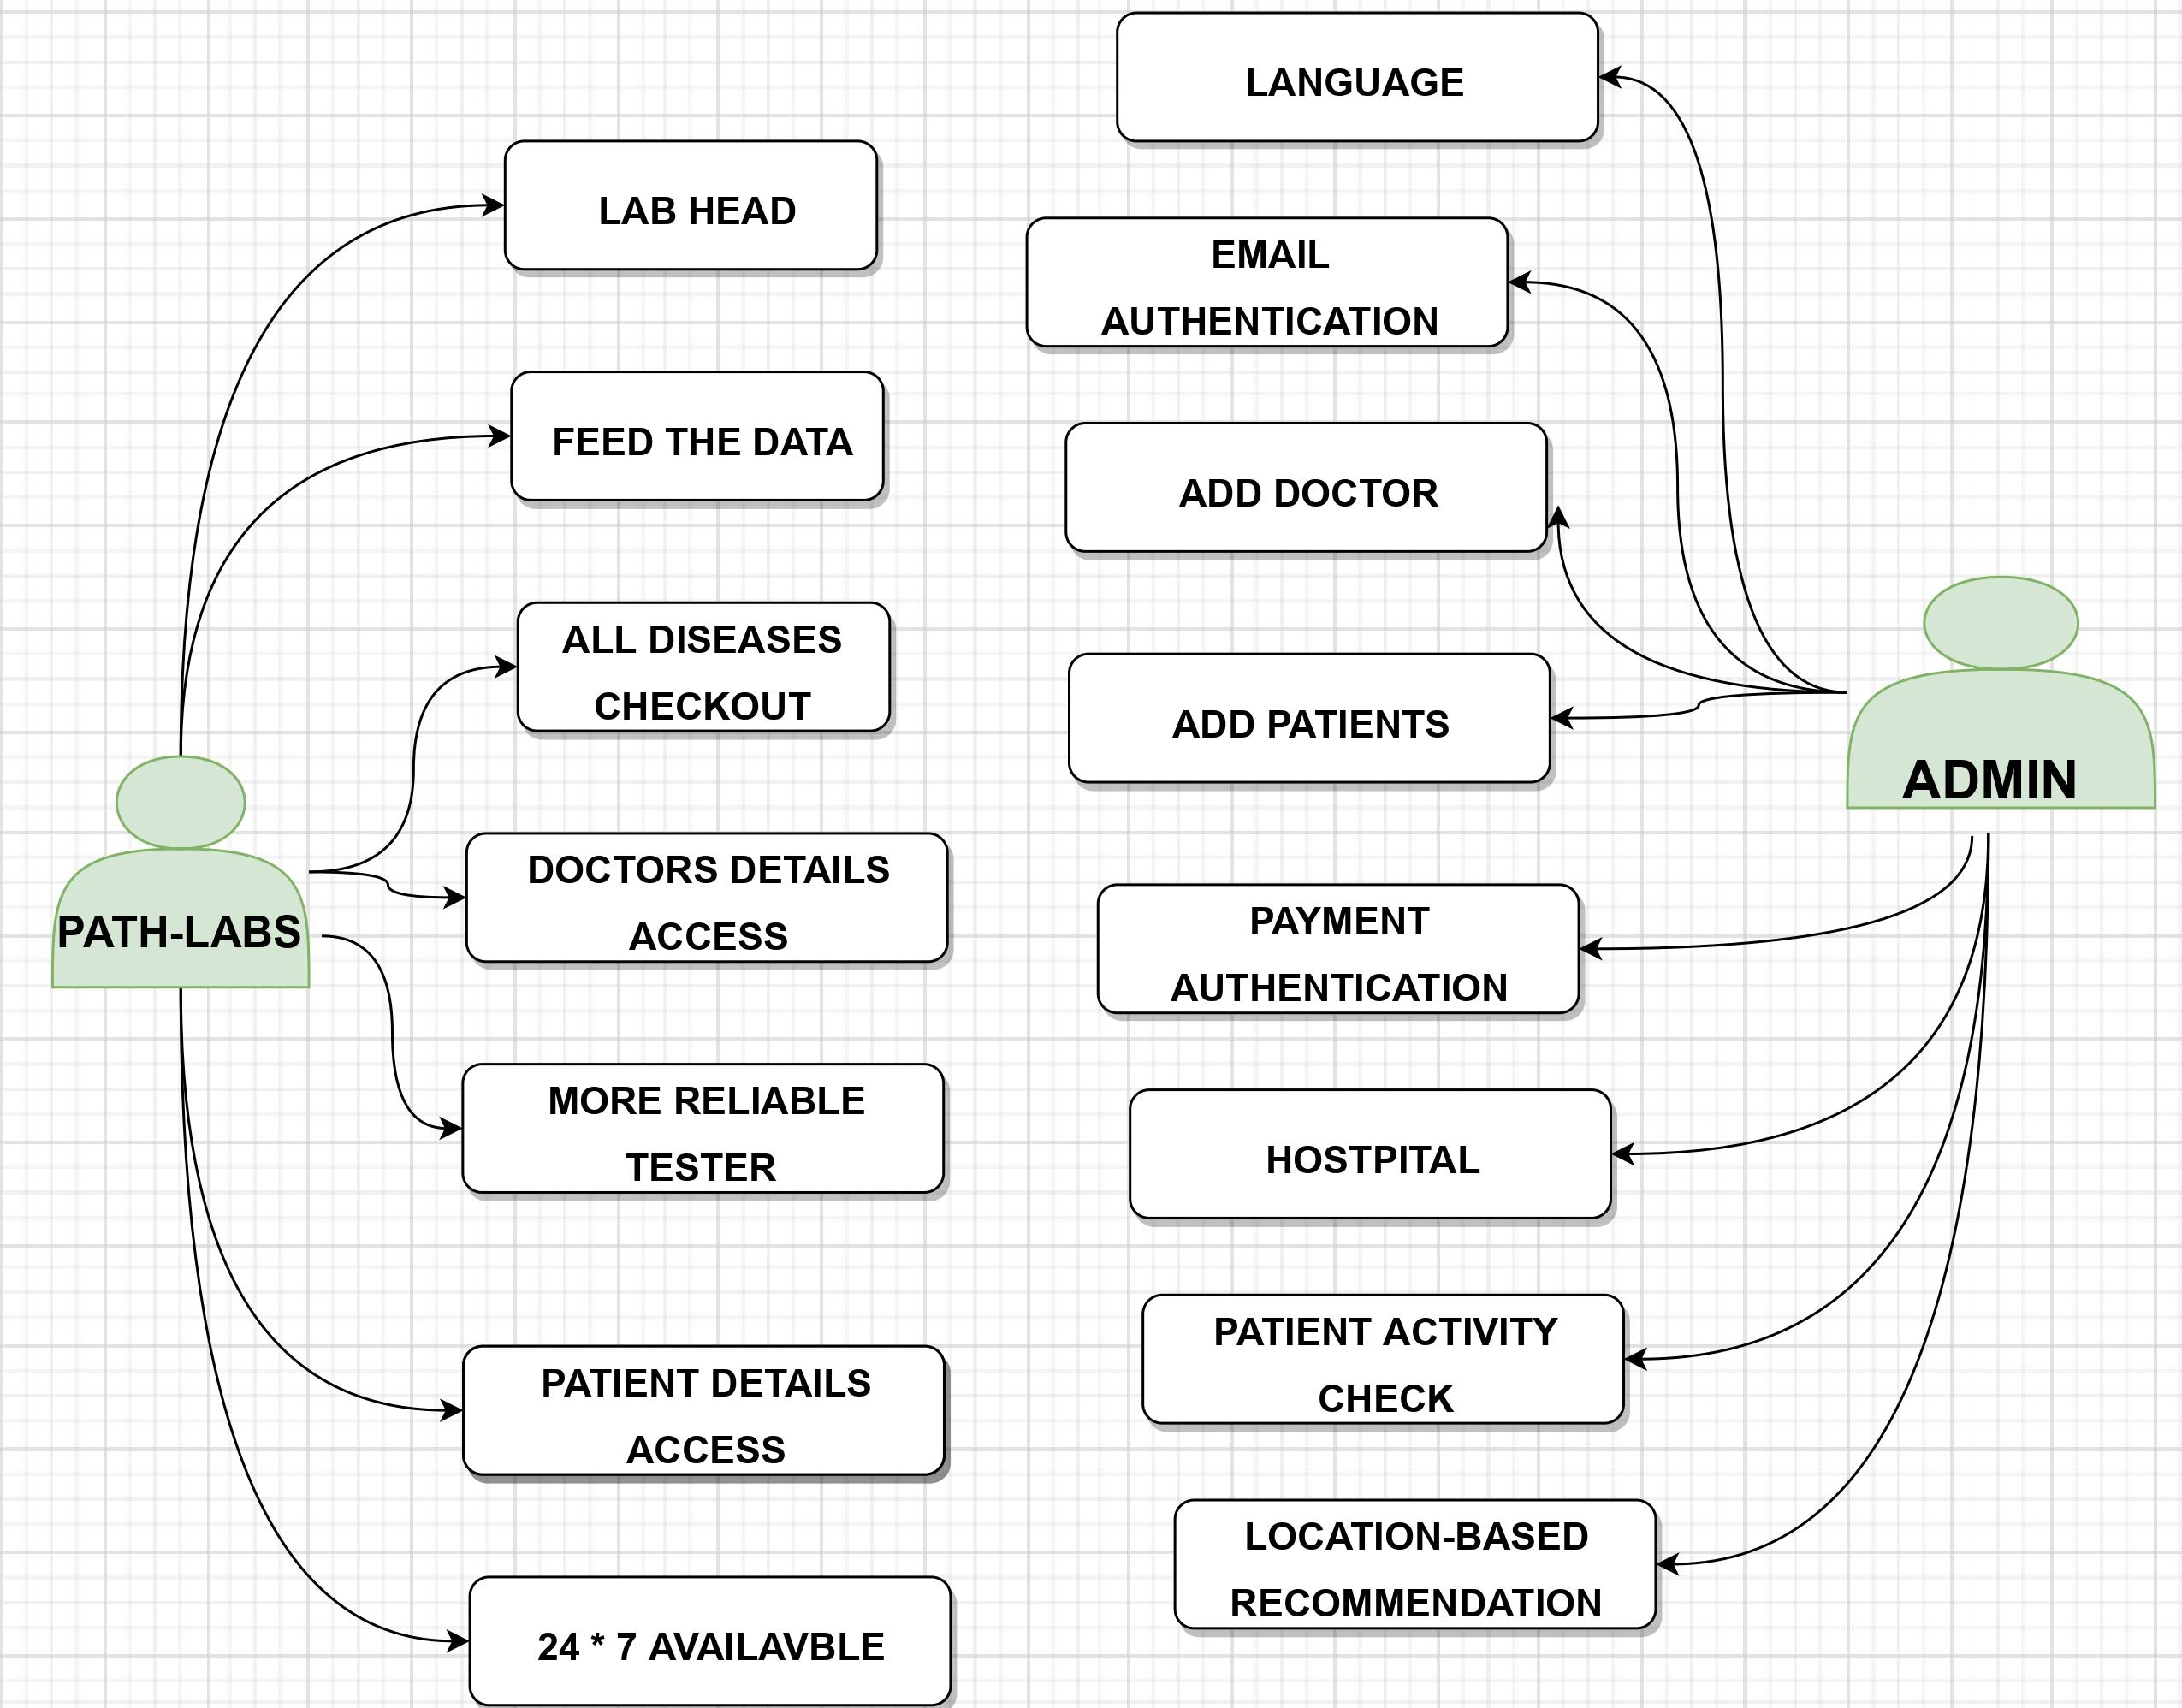 LANGUAGE
LAB HEAD
EMAIL
AUTHENTICATION
FEED THE DATA
ADD DOCTOR
ALL DISEASES
CHECKOUT
ADD PATIENTS
ADMIN
DOCTORS DETAILS
ACCESS
PATH-LABS
PAYMENT
AUTHENTICATION
MORE RELIABLE
TESTER
HOSTPITAL
PATIENT DETAILS
ACCESS
PATIENT ACTIVITY
CHECK
LOCATION-BASED
RECOMMENDATION
24 * 7 AVAILAVBLE